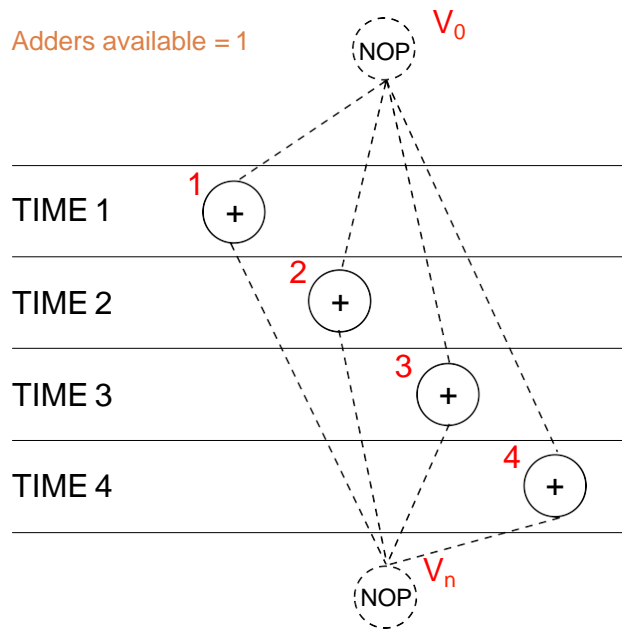 Adders available = 1
V0
NOP
1
TIME 1
+
2
TIME 2
+
3
TIME 3
+
4
TIME 4
+
Vn
NOP